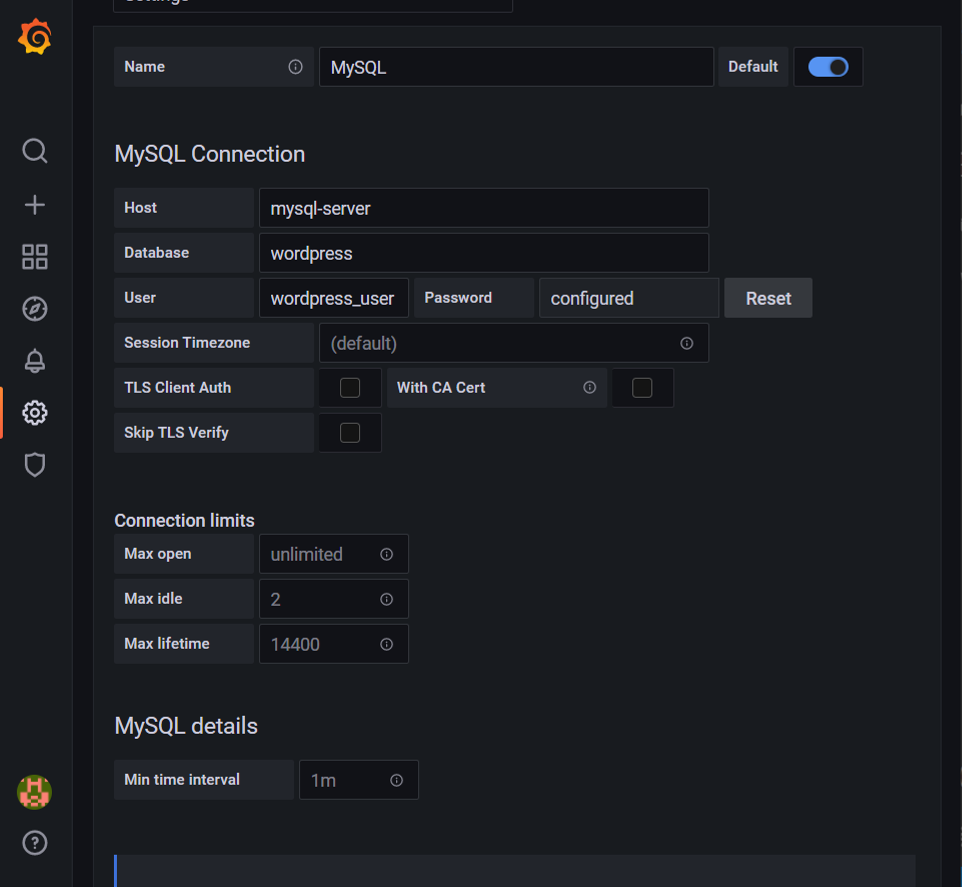 Settings
Name MySQL Default
MySQL Connection
Host mysql-server
Database wordpress
User wordpress_user Password configured Reset
Session Timezone (default)
TLS Client Auth With CA Cert
Skip TLS Verify
Connection limits
Max open unlimited
Max idle 2
Max lifetime 14400
MySQL details
Min time interval 1m